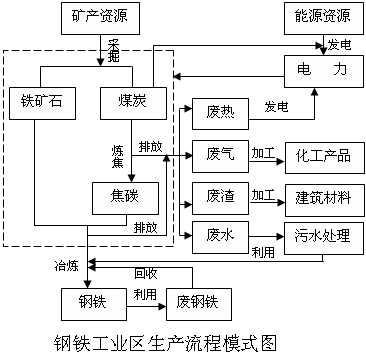 矿产资源
能源资源
采掘
发电
铁矿石
煤炭
电 力
废热
发电
炼焦
排放
废气
加工
化工产品
焦碳
废渣
加工
建筑材料
排放
废水
污水处理
利用
冶炼
回收
钢铁
利用
废钢铁
钢铁工业区生产流程模式图